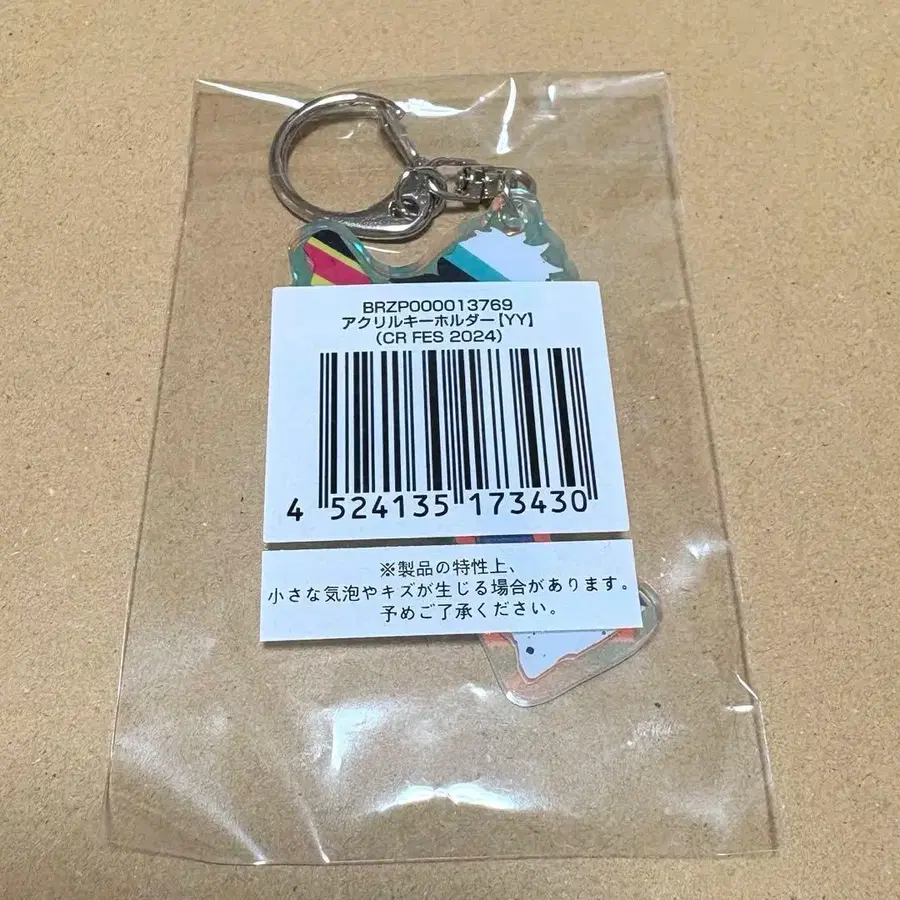 BRZP000013769
アクリルキーホルダー【YY】
（CR FES 2024）
4 524135 173430
※製品の特性上、
小さな気泡やキズが生じる場合があります。
予めご了承ください。